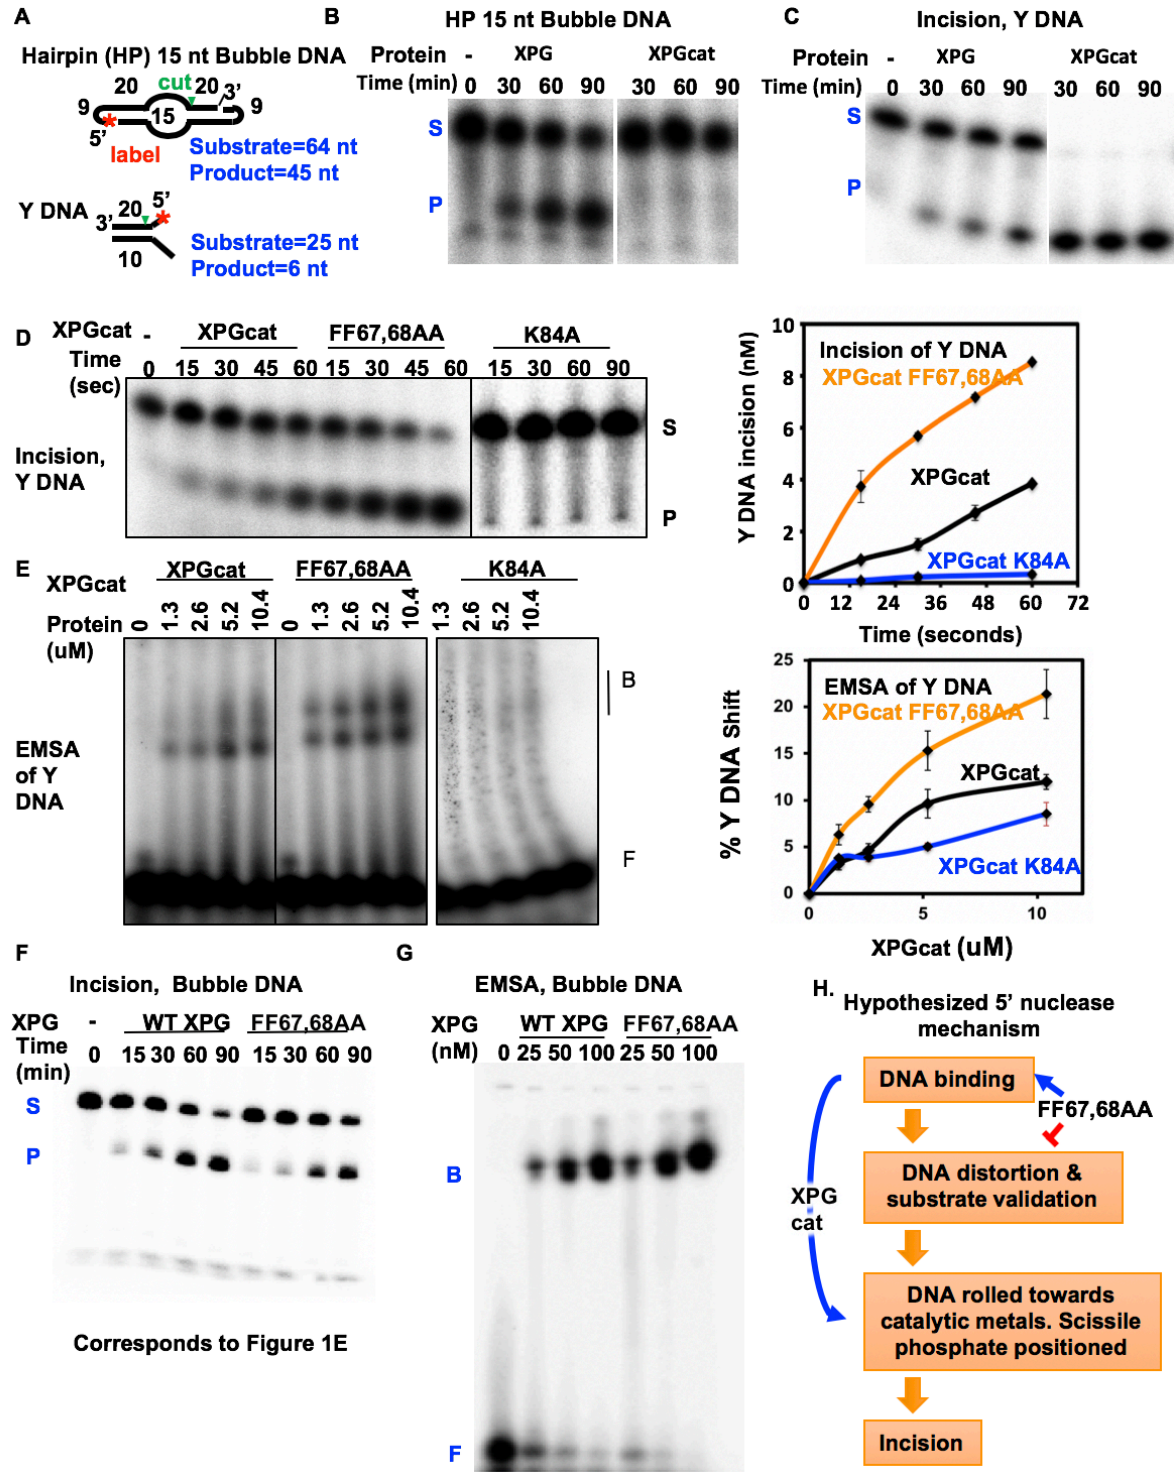 A
Hairpin (HP) 15 nt Bubble DNA
20 cut 20 3’
9 15 9
5’ *
label
Substrate=64 nt
Product=45 nt
Y DNA 3’ 20 5’
*
10
Substrate=25 nt
Product=6 nt
B
HP 15 nt Bubble DNA
Protein - XPG XPGcat
Time (min) 0 30 60 90 30 60 90
S
P
C
Incision, Y DNA
Protein - XPG XPGcat
Time (min) 0 30 60 90 30 60 90
S
P
D
XPGcat - XPGcat FF67,68AA K84A
Time 0 15 30 45 60 15 30 45 60 15 30 60 90
(sec)
Incision,
Y DNA
S
P
10
8
6
4
2
0
Y DNA incision (nM)
Incision of Y DNA
XPGcat FF67,68AA
XPGcat
XPGcat K84A
0 12 24 36 48 60 72
Time (seconds)
E
XPGcat XPGcat FF67,68AA K84A
Protein 0 1.3 2.6 5.2 10.4 0 1.3 2.6 5.2 10.4 1.3 2.6 5.2 10.4
(uM)
EMSA
of Y
DNA
B
F
25
20
15
10
5
0
% Y DNA Shift
EMSA of Y DNA
XPGcat FF67,68AA
XPGcat
XPGcat K84A
0 5 10
XPGcat (uM)
F
Incision, Bubble DNA
XPG - WT XPG FF67,68AA
Time 0 15 30 60 90 15 30 60 90
(min)
S
P
Corresponds to Figure 1E
G
EMSA, Bubble DNA
XPG WT XPG FF67,68AA
(nM) 0 25 50 100 25 50 100
B
F
H.
Hypothesized 5’ nuclease
mechanism
DNA binding
FF67,68AA
DNA distortion &
substrate validation
XPG
cat
DNA rolled towards
catalytic metals. Scissile
phosphate positioned
Incision